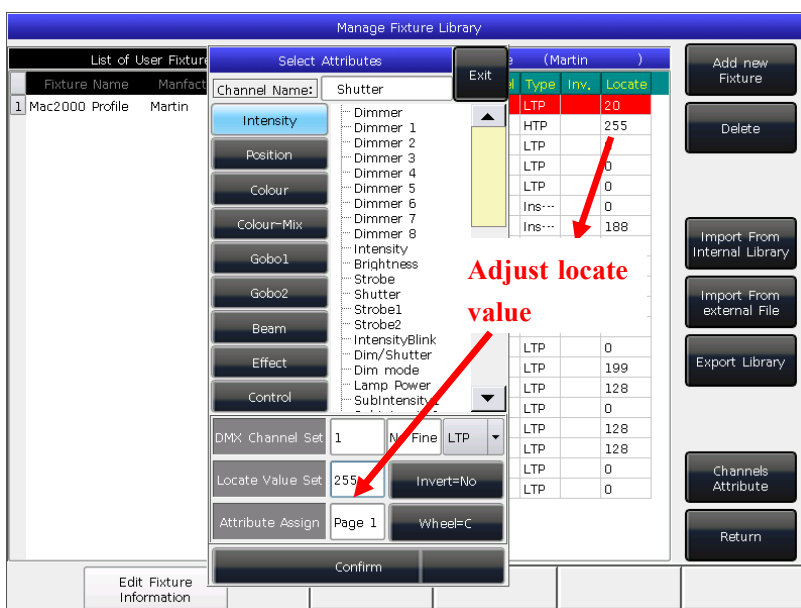 Manage Fixture Library
List of User Fixture
Select Attributes
(Martin )
Exit
Add new
Fixture
Fixture Name Manfact
Channel Name: Shutter
Type Inv. Locate
1 Mac2000 Profile Martin
LTP 20
HTP 255
LTP
LTP 0
LTP 0
Ins··· 0
Ins··· 188
LTP 0
LTP 199
LTP 128
LTP 0
LTP 128
LTP 128
LTP 0
LTP 0
Intensity
Position
Colour
Colour-Mix
Gobo1
Gobo2
Beam
Effect
Control
Dimmer
Dimmer 1
Dimmer 2
Dimmer 3
Dimmer 4
Dimmer 5
Dimmer 6
Dimmer 7
Dimmer 8
Intensity
Brightness
Strobe
Shutter
Strobe1
Strobe2
IntensityBlink
Dim/Shutter
Dim mode
Lamp Power
Adjust locate
value
DMX Channel Set 1 No Fine LTP
Locate Value Set 255 Invert=No
Attribute Assign Page 1 Wheel=C
Confirm
Delete
Import From
Internal Library
Import From
external File
Export Library
Channels
Attribute
Return
Edit Fixture
Information